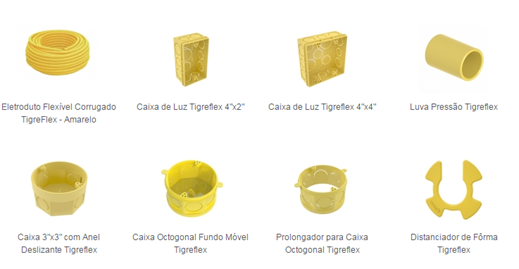 Eletroduto Flexível Corrugado
TigreFlex - Amarelo
Caixa de Luz Tigreflex 4"x2"
Caixa de Luz Tigreflex 4"x4"
Luva Pressão Tigreflex
Caixa 3"x3" com Anel
Deslizante Tigreflex
Caixa Octogonal Fundo Móvel
Tigreflex
Prolongador para Caixa
Octogonal Tigreflex
Distanciador de Fôrma
Tigreflex